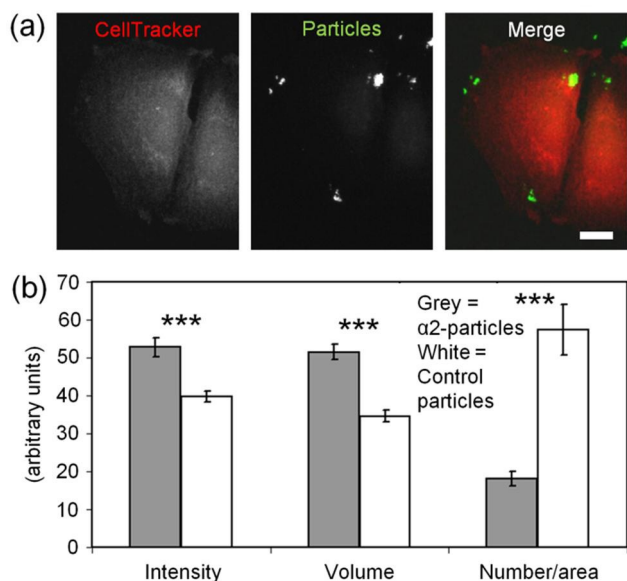 (a)
CellTracker
Particles
Merge
(b)
(arbitrary units)
70
60
50
40
30
20
10
0
***
***
***
Grey =
α2-particles
White =
Control
particles
Intensity
Volume
Number/area